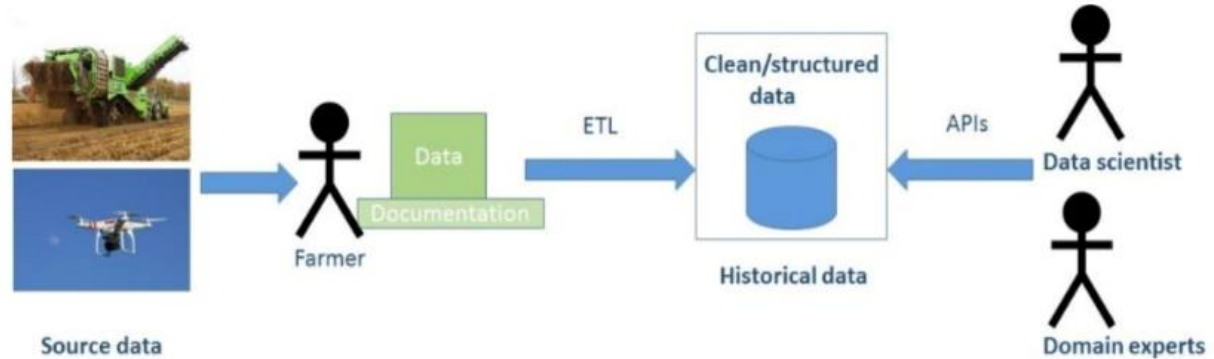 Source data
Farmer
Data
Documentation
ETL
Clean/structured
data
Historical data
APIs
Data scientist
Domain experts